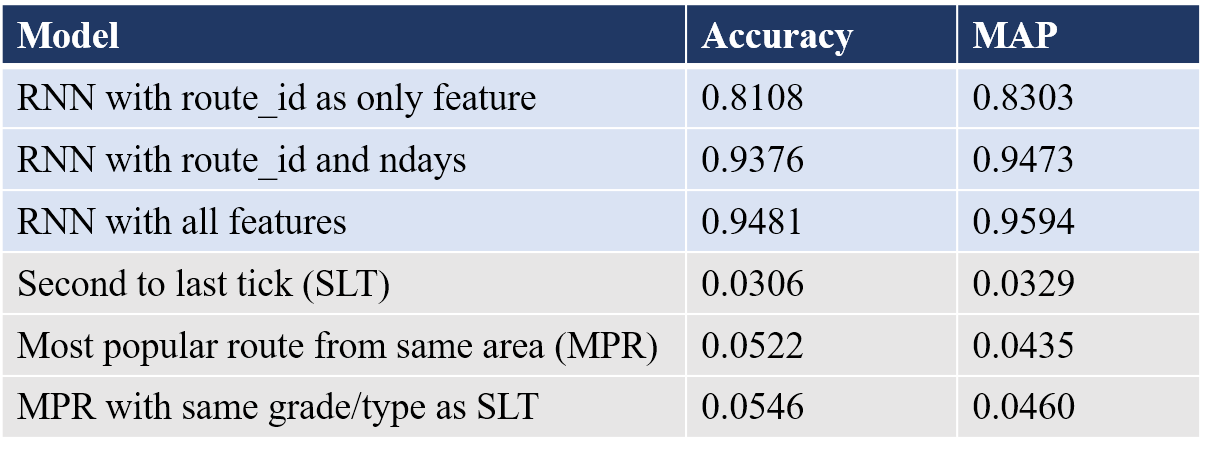 Model Accuracy MAP
RNN with route_id as only feature 0.8108 0.8303
RNN with route_id and ndays 0.9376 0.9473
RNN with all features 0.9481 0.9594
Second to last tick (SLT) 0.0306 0.0329
Most popular route from same area (MPR) 0.0522 0.0435
MPR with same grade/type as SLT 0.0546 0.0460